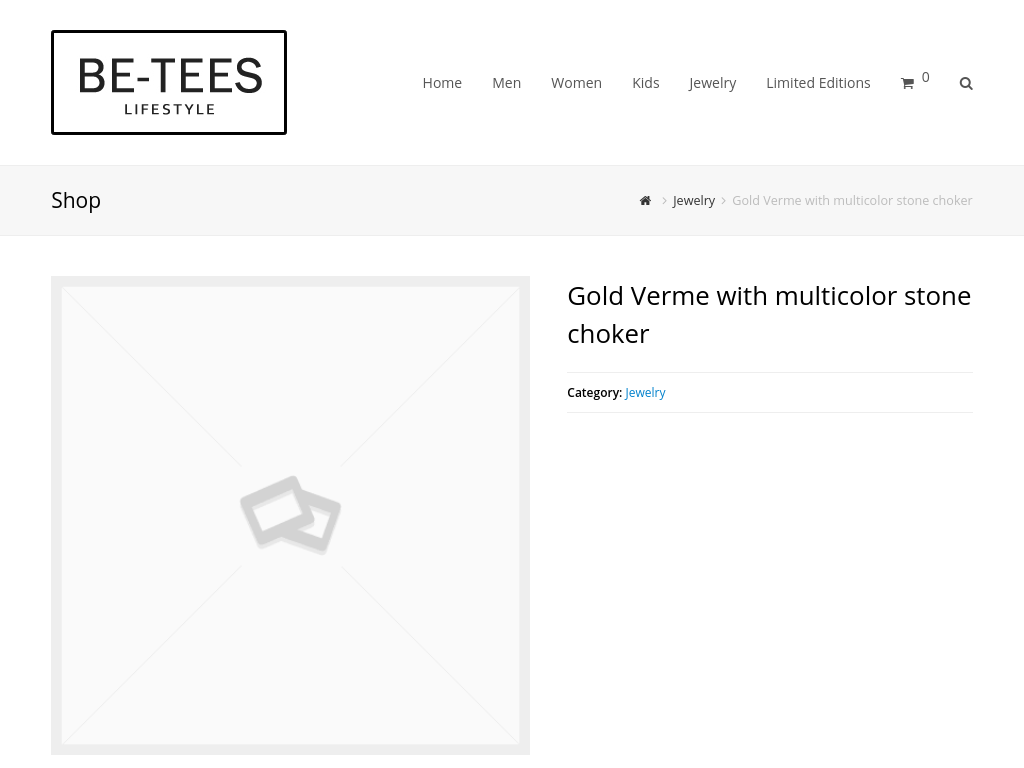 BE-TEES
LIFESTYLE
Home Men Women Kids Jewelry Limited Editions 0
Shop
Jewelry Gold Verme with multicolor stone choker
Gold Verme with multicolor stone
choker
Category: Jewelry